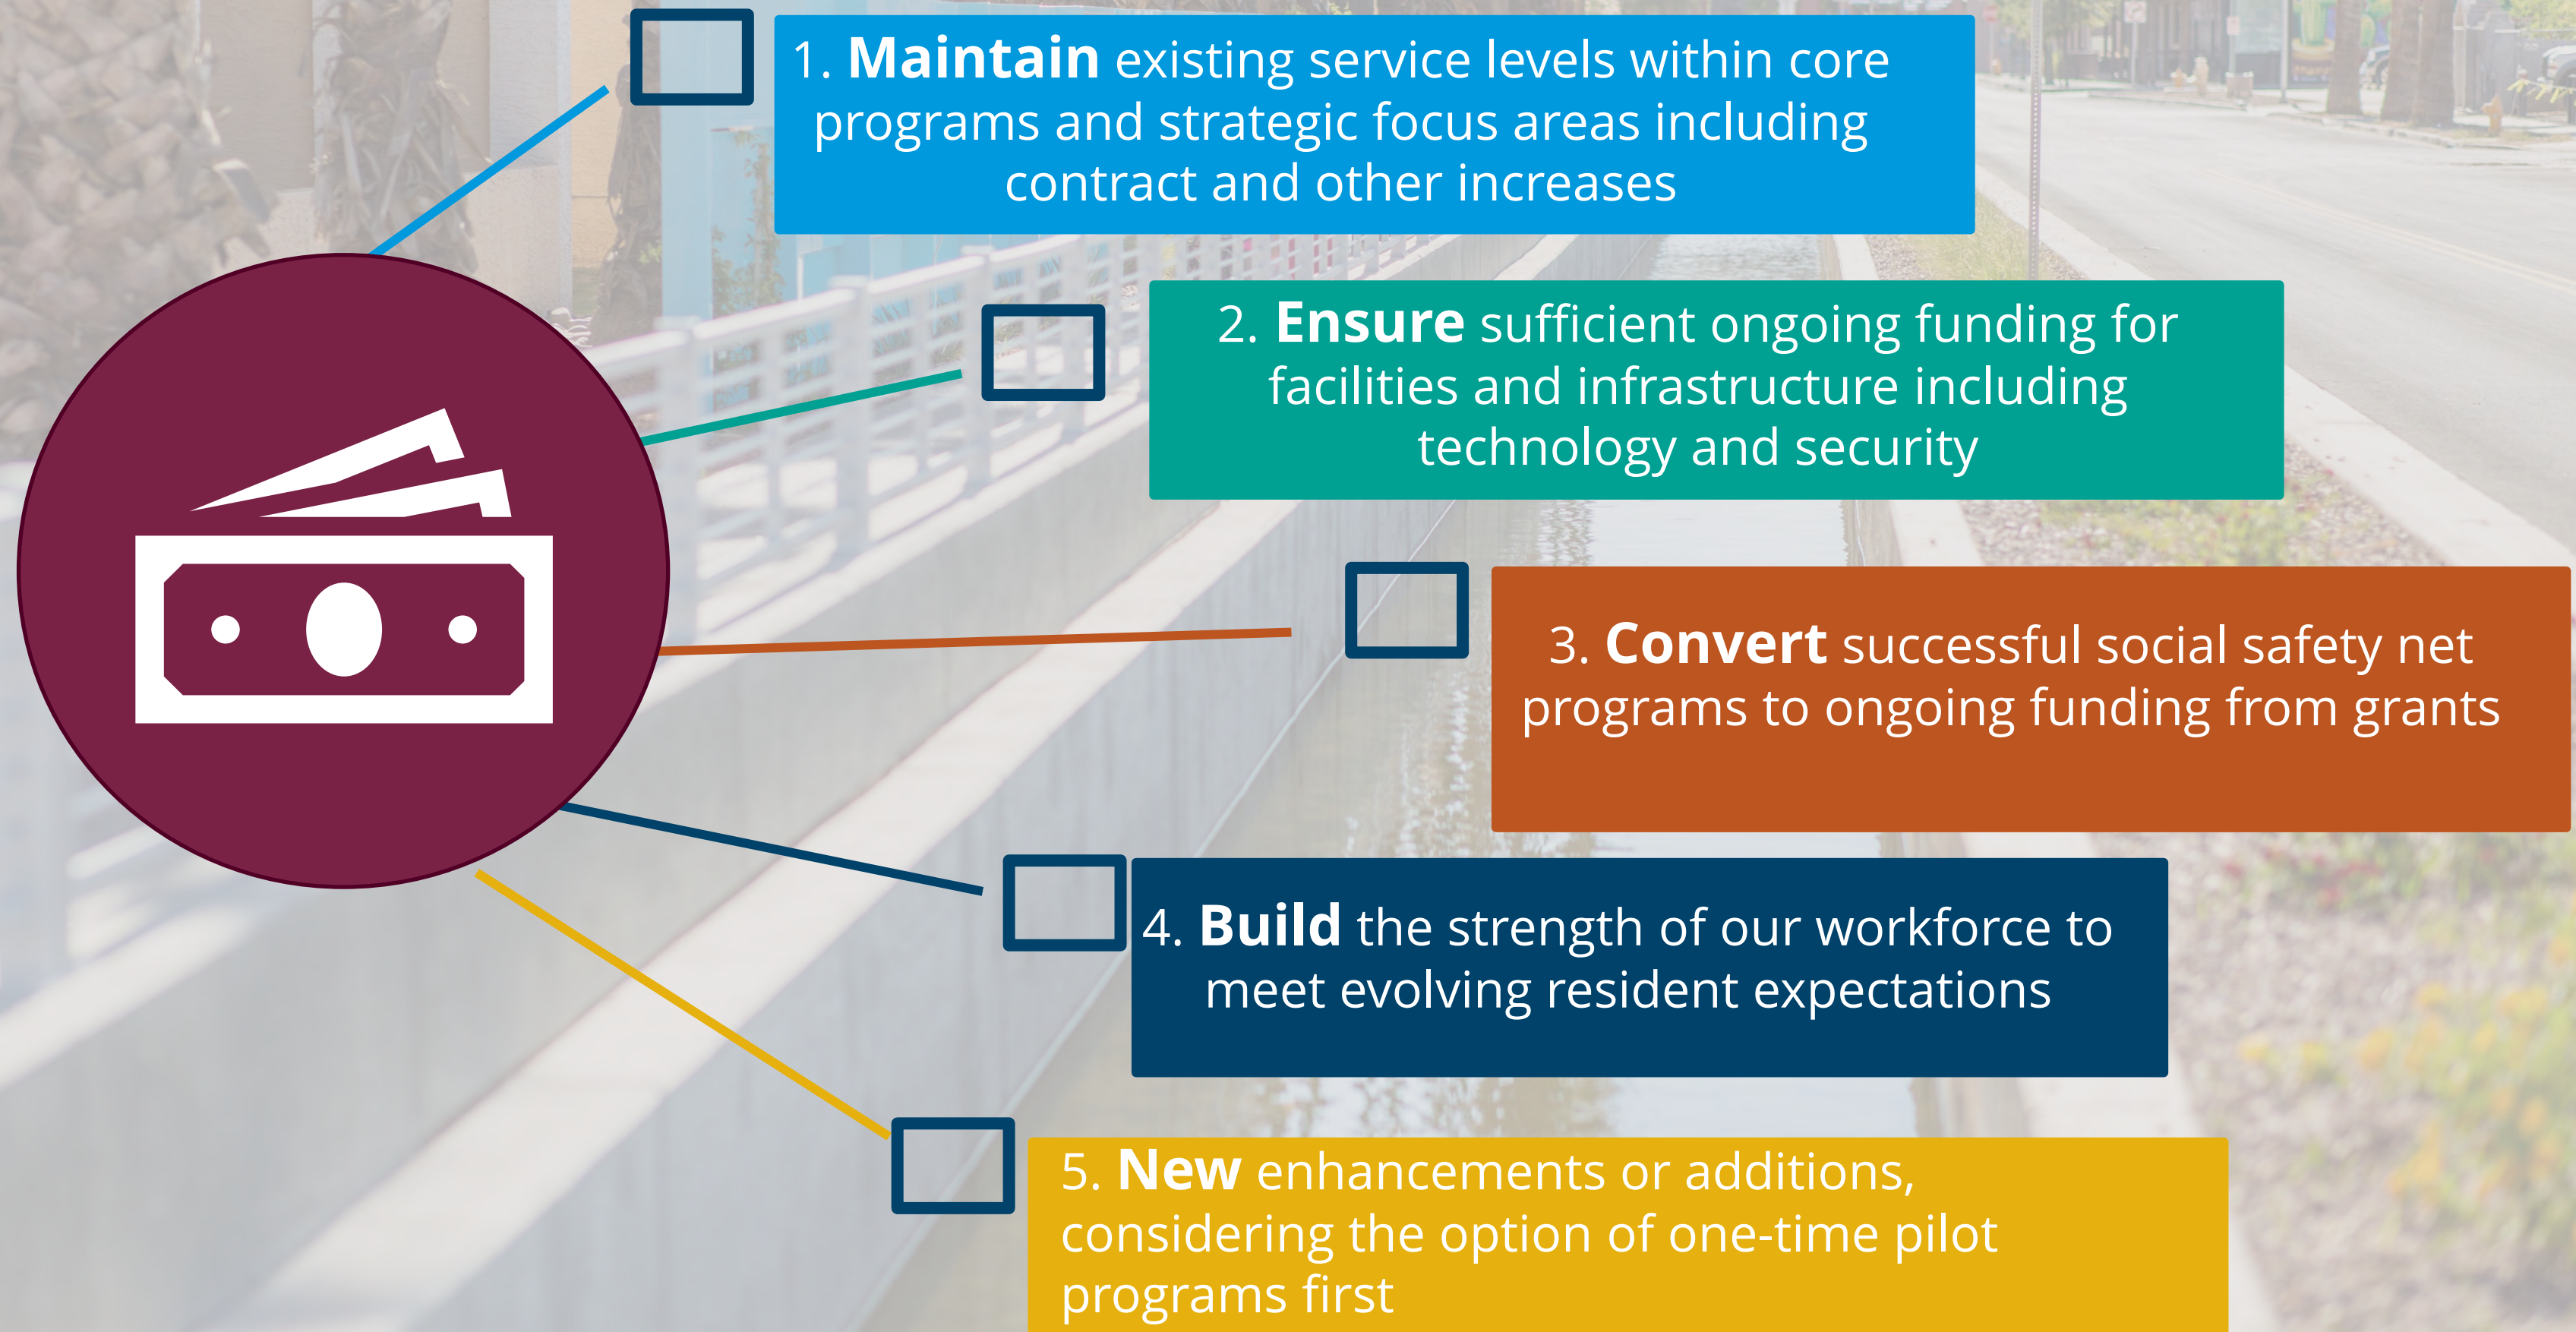 1. Maintain existing service levels within core
programs and strategic focus areas including
contract and other increases
2. Ensure sufficient ongoing funding for
facilities and infrastructure including
technology and security
3. Convert successful social safety net
programs to ongoing funding from grants
4. Build the strength of our workforce to
meet evolving resident expectations
5. New enhancements or additions,
considering the option of one-time pilot
programs first